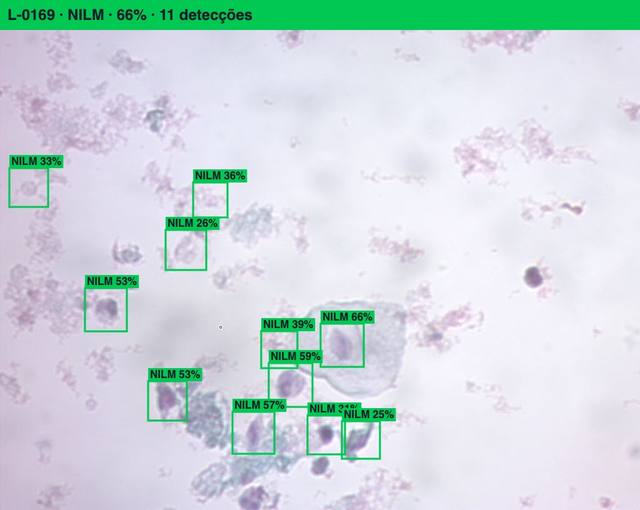 L-0169 · NILM · 66% · 11 detecções
NILM 33%
NILM 36%
NILM 26%
NILM 53%
NILM 39%
NILM 66%
NILM 59%
NILM 53%
NILM 57%
NILM
NILM 25%